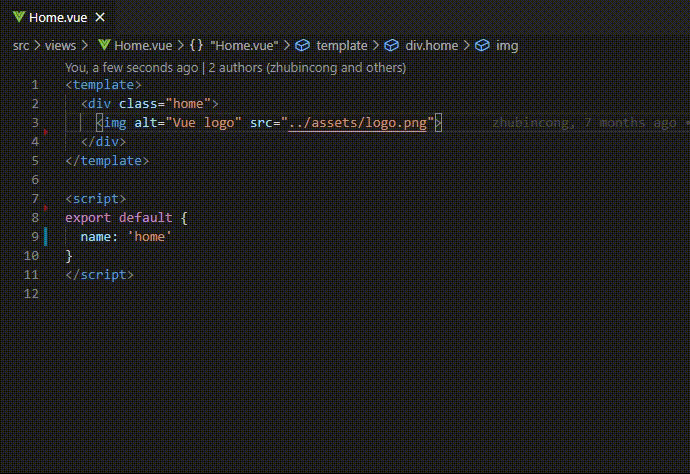 Home.vue ×
src > views > Home.vue > {} "Home.vue" > template > div.home > img
You, a few seconds ago | 2 authors (zhubincong and others)
1 <template>
2 <div class="home">
3 <img alt="Vue logo" src="../assets/logo.png"> zhubincong, 7 months ago •
4 </div>
5 </template>
6
7 <script>
8 export default {
9 name: 'home'
10 }
11 </script>
12